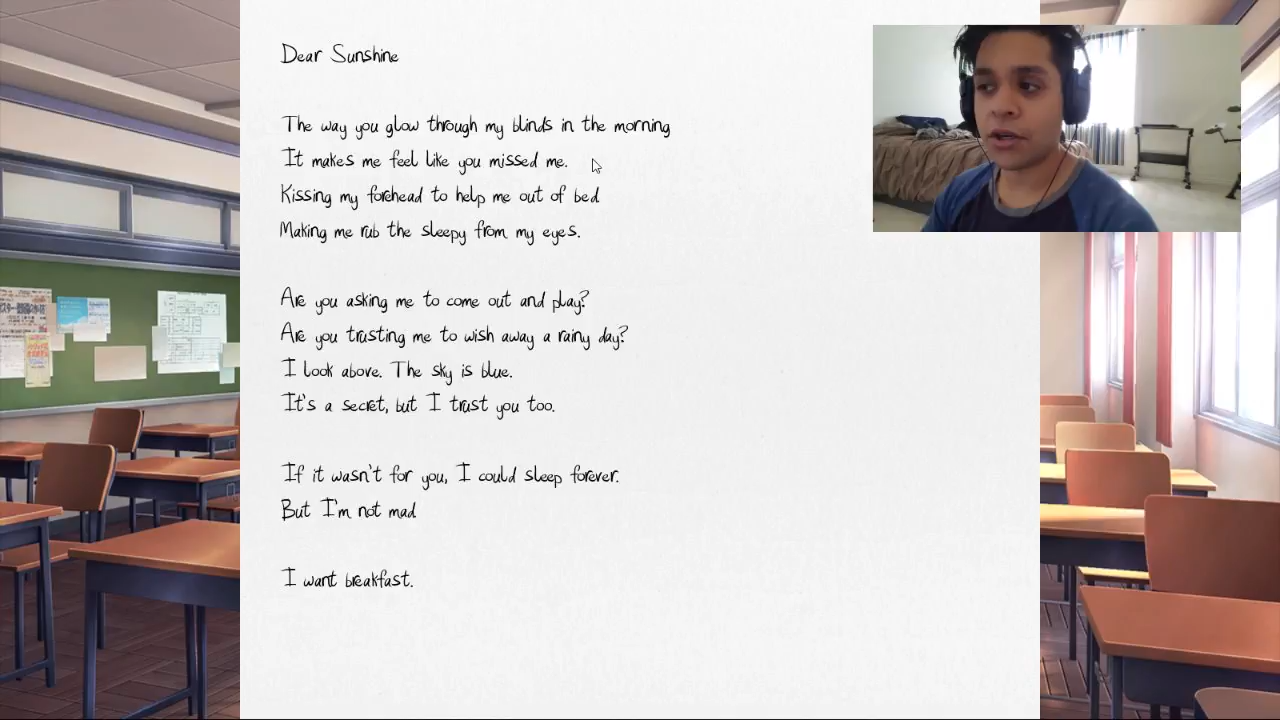 Dear Sunshine
The way you glow through my blinds in the morning
It makes me feel like you missed me.
Kissing my forehead to help me out of bed
Making me rub the sleepy from my eyes.
Are you asking me to come out and play?
Are you trusting me to wish away a rainy day?
I look above. The sky is blue.
It's a secret, but I trust you too.
If it wasn't for you, I could sleep forever.
But I'm not mad
I want breakfast.